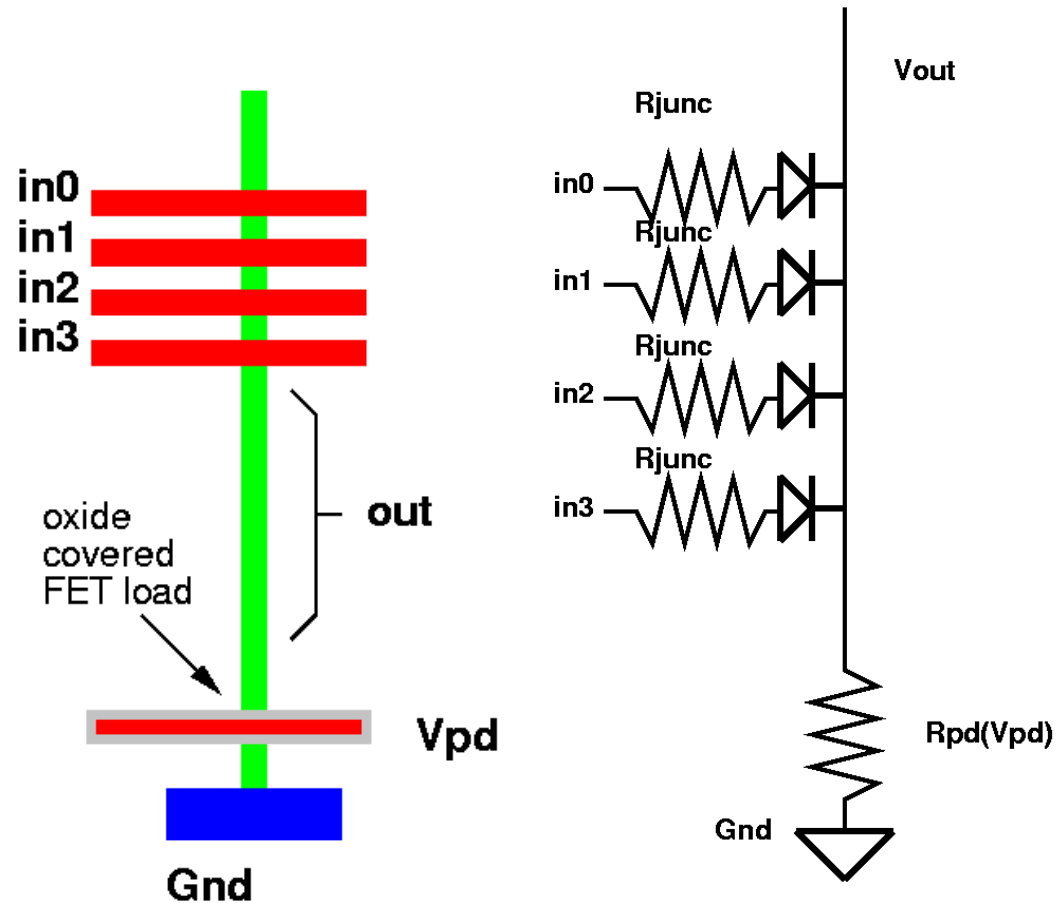 in0
in1
in2
in3
out
oxide
covered
FET load
Vpd
Gnd
Vout
Rjunc
in0
Rjunc
in1
Rjunc
in2
Rjunc
in3
Rpd(Vpd)
Gnd